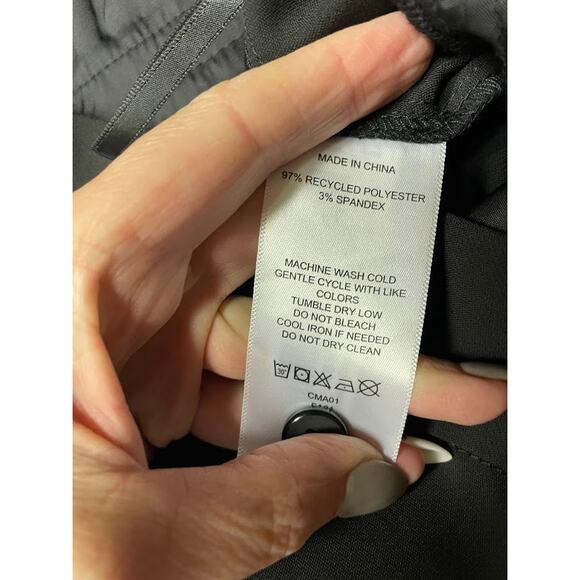 MADE IN CHINA
97% RECYCLED POLYESTER
3% SPANDEX
MACHINE WASH COLD
GENTLE CYCLE WITH LIKE
COLORS
TUMBLE DRY LOW
DO NOT BLEACH
COOL IRON IF NEEDED
DO NOT DRY CLEAN
30°
CMA01